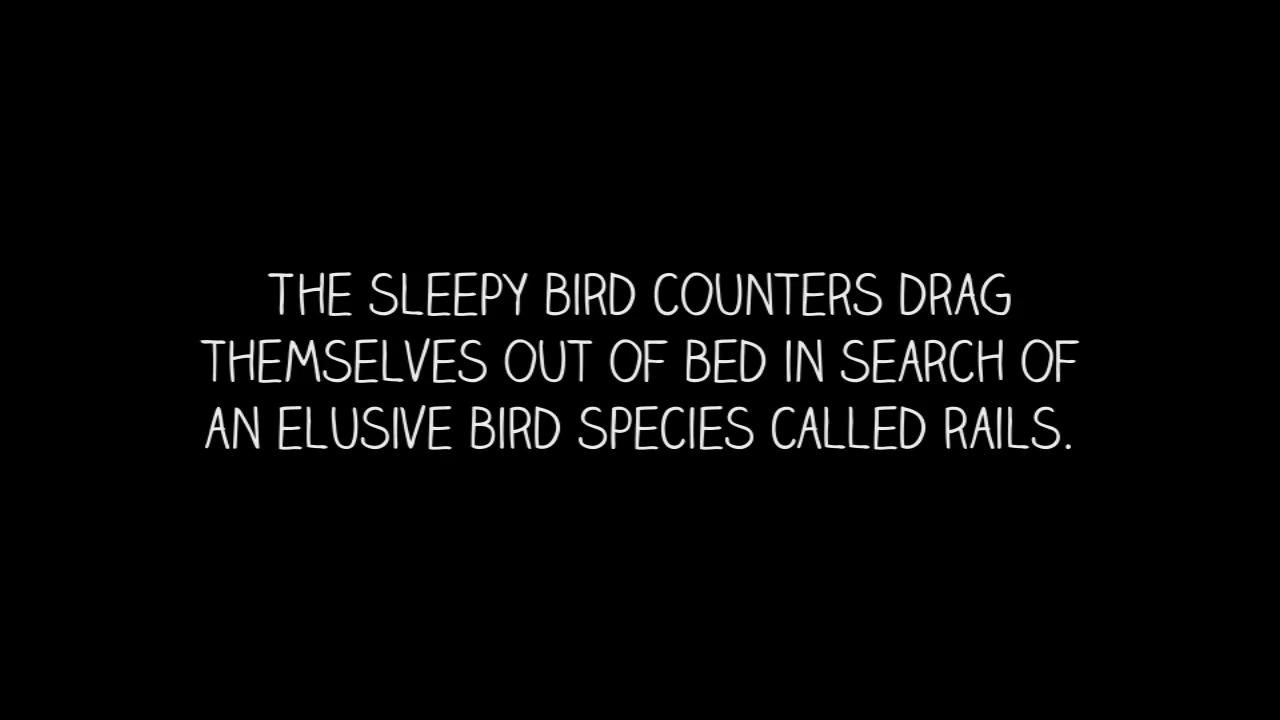 THE SLEEPY BIRD COUNTERS DRAG
THEMSELVES OUT OF BED IN SEARCH OF
AN ELUSIVE BIRD SPECIES CALLED RAILS.